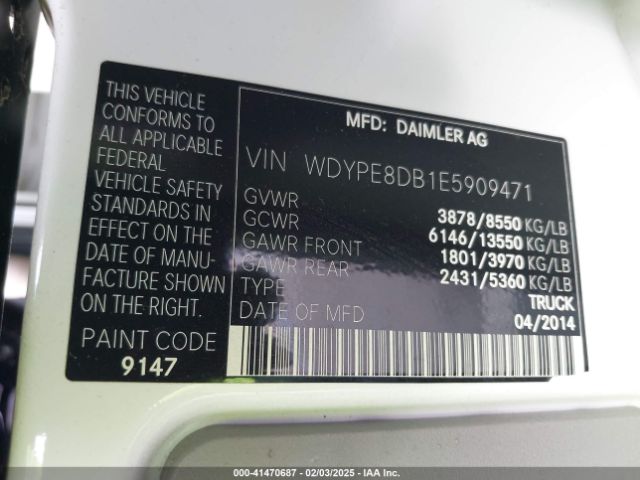 THIS VEHICLE
CONFORMS TO
ALL APPLICABLE
FEDERAL
VEHICLE SAFETY
STANDARDS IN
EFFECT ON THE
DATE OF MANU-
FACTURE SHOWN
ON THE RIGHT.
PAINT CODE
9147
MFD: DAIMLER AG
VIN WDYPE8DB1E5909471
GVWR 3878/8550 KG/LB
GCWR 6146/13550 KG/LB
GAWR FRONT 1801/3970 KG/LB
GAWR REAR 2431/5360 KG/LB
TYPE TRUCK
DATE OF MFD 04/2014
000-41470687 - 02/03/2025 - IAA Inc.